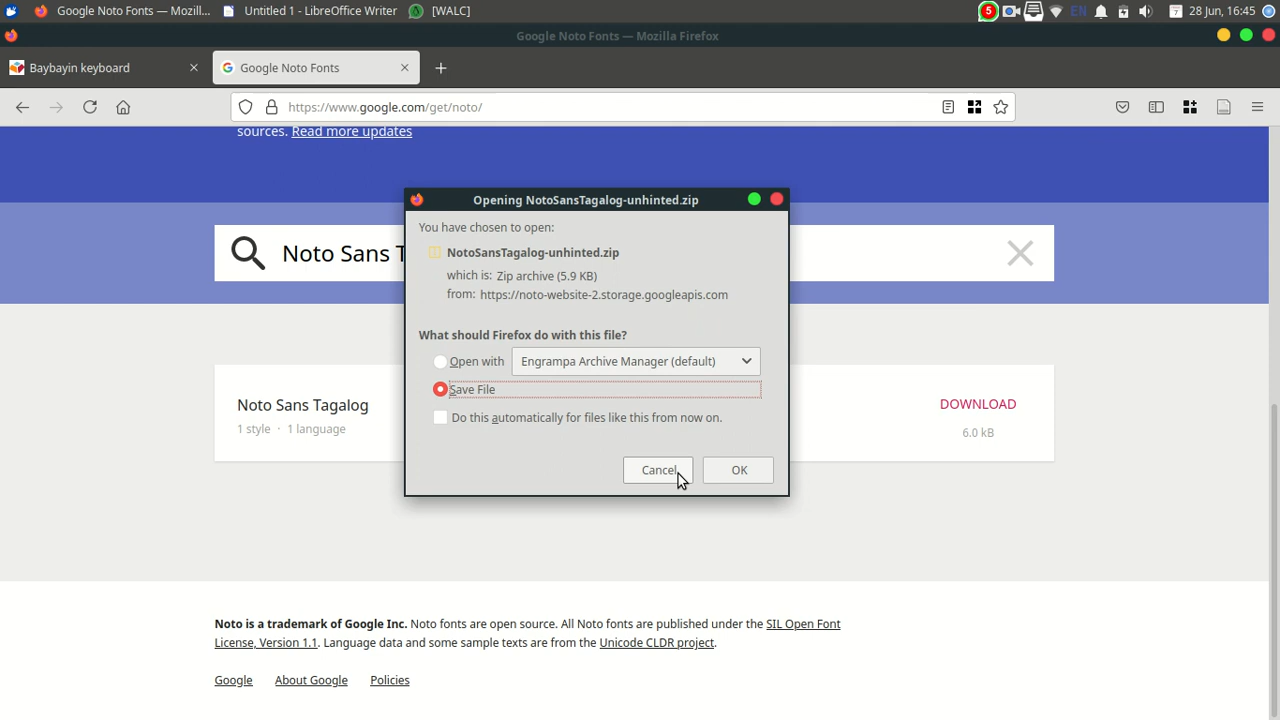 Google Noto Fonts — Mozill...
Untitled 1 - LibreOffice Writer
[WALC]
5
EN
28 Jun, 16:45
Google Noto Fonts — Mozilla Firefox
Baybayin keyboard
Google Noto Fonts
https://www.google.com/get/noto/
sources. Read more updates
Opening NotoSansTagalog-unhinted.zip
You have chosen to open:
Noto Sans T
NotoSansTagalog-unhinted.zip
which is: Zip archive (5.9 KB)
from: https://noto-website-2.storage.googleapis.com
What should Firefox do with this file?
Open with
Engrampa Archive Manager (default)
Save File
Do this automatically for files like this from now on.
Cancel
OK
Noto Sans Tagalog
1 style · 1 language
DOWNLOAD
6.0 kB
Noto is a trademark of Google Inc. Noto fonts are open source. All Noto fonts are published under the SIL Open Font
License, Version 1.1. Language data and some sample texts are from the Unicode CLDR project.
Google
About Google
Policies